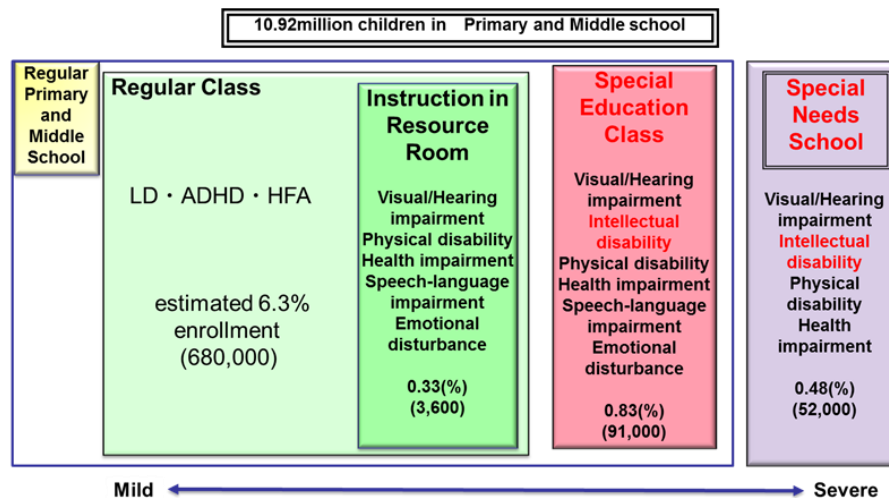 10.92million children in Primary and Middle school
Regular
Primary
and
Middle
School
Regular Class
LD・ADHD・HFA
estimated 6.3%
enrollment
(680,000)
Instruction in
Resource
Room
Visual/Hearing
impairment
Physical disability
Health impairment
Speech-language
impairment
Emotional
disturbance
0.33(%)
(3,600)
Special
Education
Class
Visual/Hearing
impairment
Intellectual
disability
Physical disability
Health impairment
Speech-language
impairment
Emotional
disturbance
0.83(%)
(91,000)
Special
Needs
School
Visual/Hearing
impairment
Intellectual
disability
Physical
disability
Health
impairment
0.48(%)
(52,000)
Mild
Severe